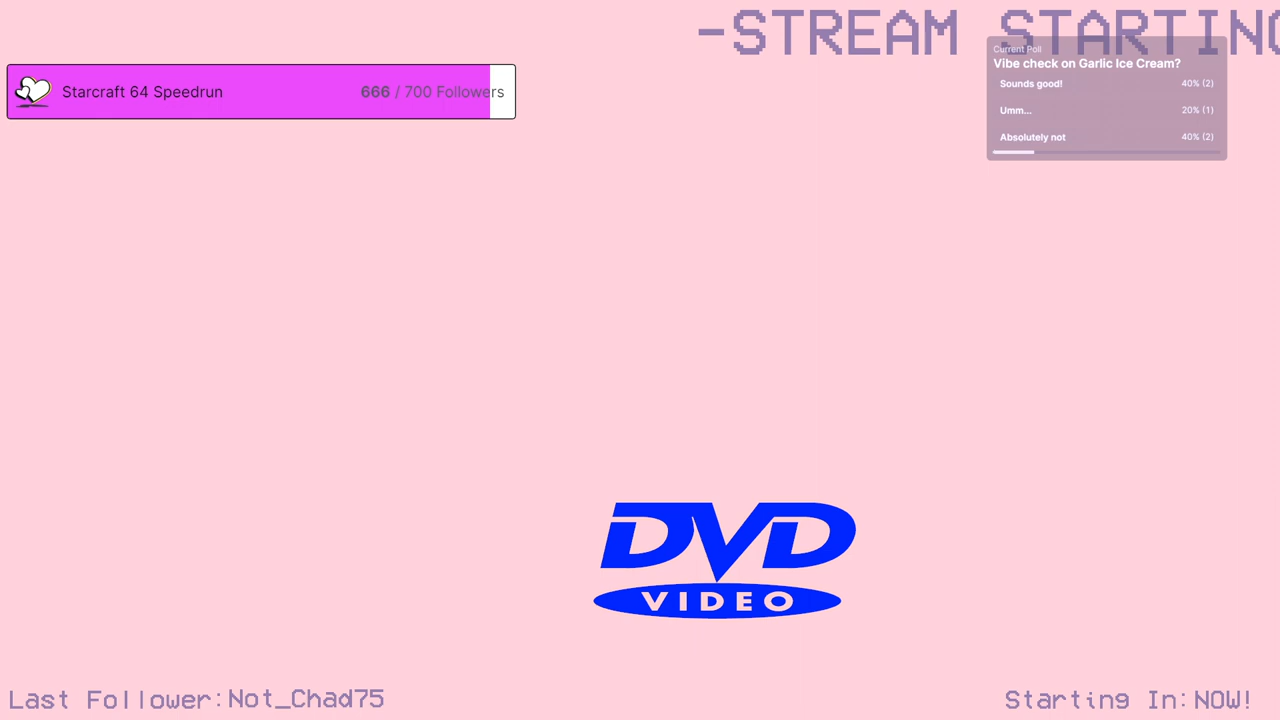 -STREAM STARTING
Current Poll
Vibe check on Garlic Ice Cream?
Sounds good! 40% (2)
Umm... 20% (1)
Absolutely not 40% (2)
Starcraft 64 Speedrun 666 / 700 Followers
DVD
VIDEO
Last Follower:Not_Chad75
Starting In:NOW!